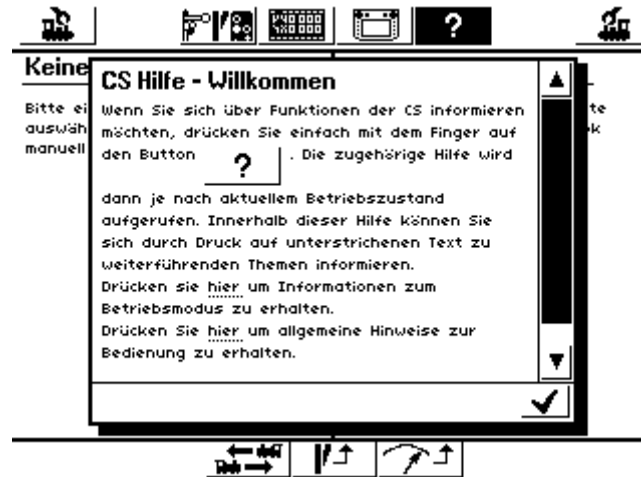 ?
Keine
CS Hilfe - Willkommen
Bitte ei
te
auswäh
ok
manuell
Wenn Sie sich über Funktionen der CS informieren
möchten, drücken Sie einfach mit dem Finger auf
den Button ? . Die zugehörige Hilfe wird
dann je nach aktuellem Betriebszustand
aufgerufen. Innerhalb dieser Hilfe können Sie
sich durch Druck auf unterstrichenen Text zu
weiterführenden Themen informieren.
Drücken sie hier um Informationen zum
Betriebsmodus zu erhalten.
Drücken Sie hier um allgemeine Hinweise zur
Bedienung zu erhalten.